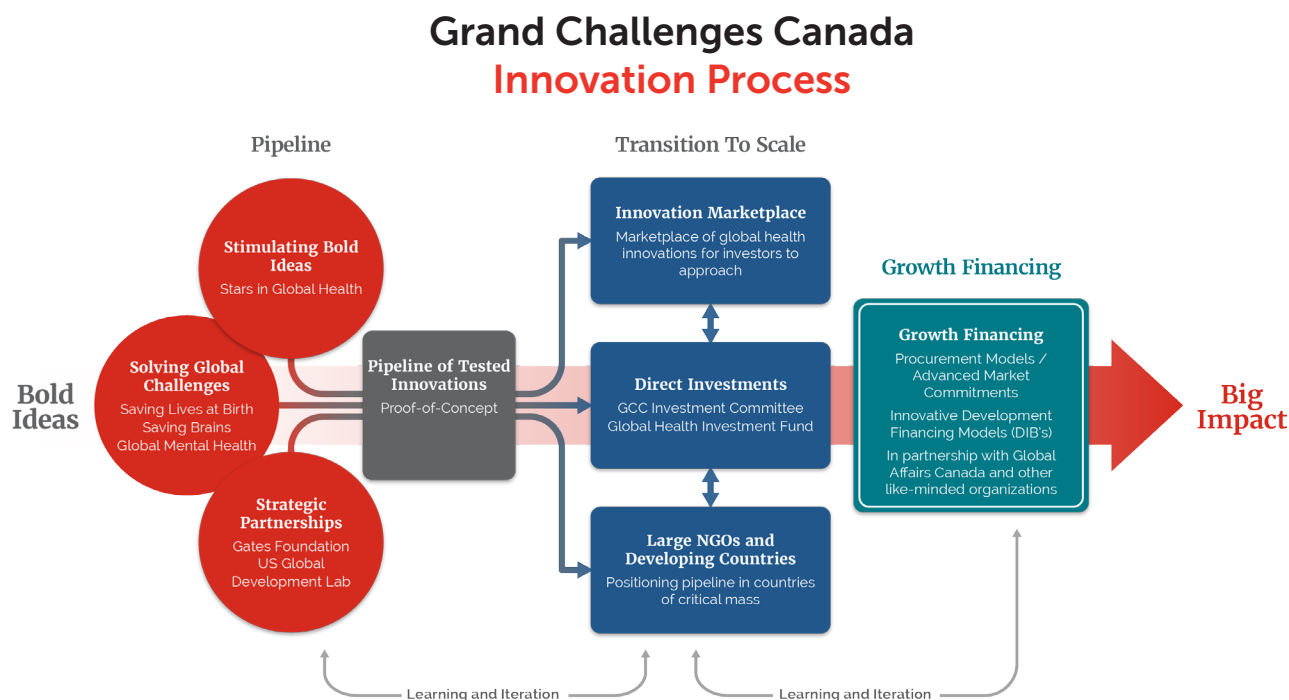 Grand Challenges Canada
Innovation Process
Pipeline
Transition To Scale
Growth Financing
Bold
Ideas
Stimulating Bold
Ideas
Stars in Global Health
Solving Global
Challenges
Saving Lives at Birth
Saving Brains
Global Mental Health
Strategic
Partnerships
Gates Foundation
US Global
Development Lab
Pipeline of Tested
Innovations
Proof-of-Concept
Innovation Marketplace
Marketplace of global health
innovations for investors to
approach
Direct Investments
GCC Investment Committee
Global Health Investment Fund
Large NGOs and
Developing Countries
Positioning pipeline in countries
of critical mass
Growth Financing
Procurement Models /
Advanced Market
Commitments
Innovative Development
Financing Models (DIB's)
In partnership with Global
Affairs Canada and other
like-minded organizations
Big
Impact
Learning and Iteration
Learning and Iteration